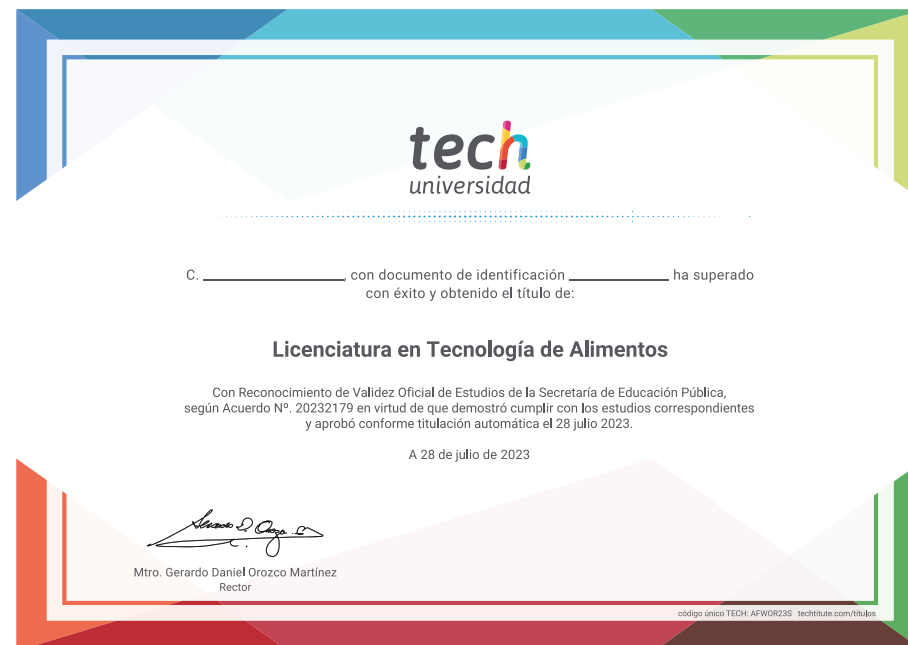 tech
universidad
C. ____________, con documento de identificación ____________ ha superado
con éxito y obtenido el título de:
Licenciatura en Tecnología de Alimentos
Con Reconocimiento de Validez Oficial de Estudios de la Secretaría de Educación Pública,
según Acuerdo Nº. 20232179 en virtud de que demostró cumplir con los estudios correspondientes
y aprobó conforme titulación automática el 28 julio 2023.
A 28 de julio de 2023
Mtro. Gerardo Daniel Orozco Martínez
Rector
código único TECH: AFWOR23S techtitute.com/titulos